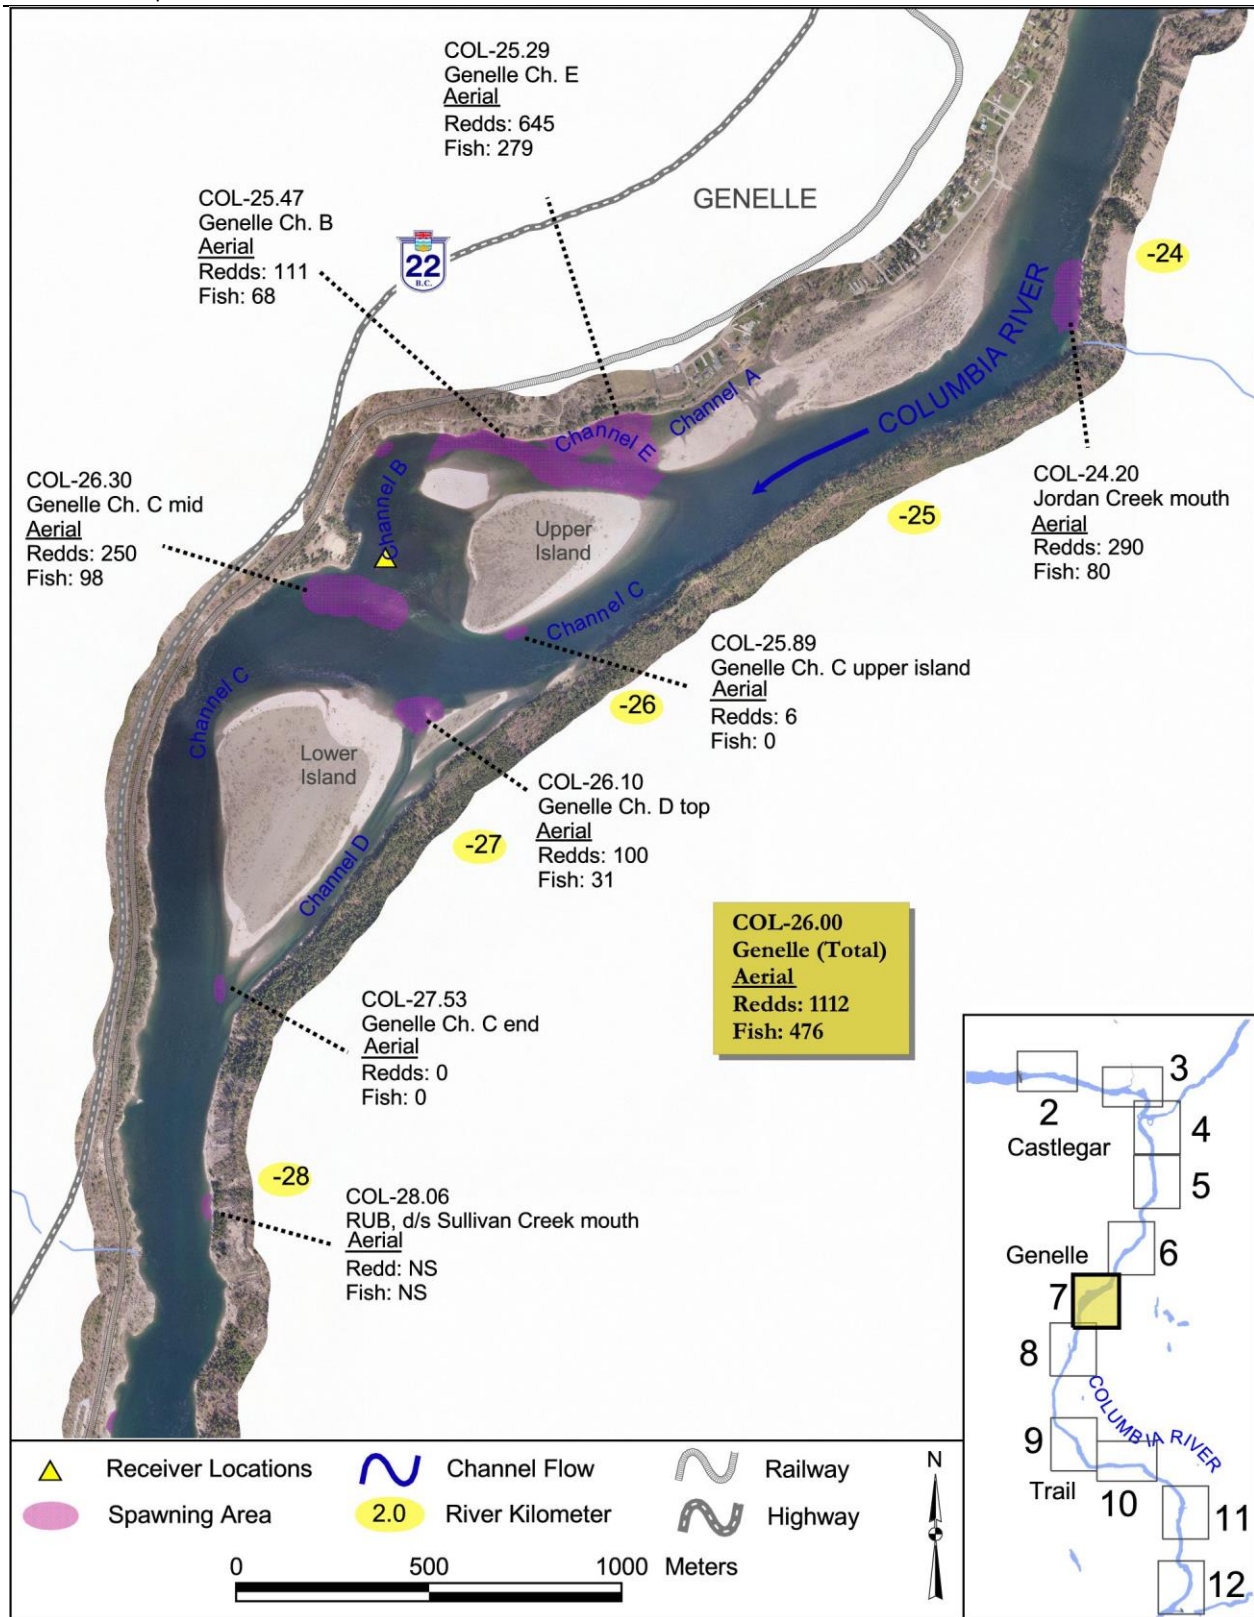 COL-25.29
Genelle Ch. E
Aerial
Redds: 645
Fish: 279
COL-25.47
Genelle Ch. B
Aerial
Redds: 111
Fish: 68
GENELLE
22
B.C.
-24
COLUMBIA RIVER
Channel A
Channel E
Channel B
COL-26.30
Genelle Ch. C mid
Aerial
Redds: 250
Fish: 98
COL-24.20
Jordan Creek mouth
Aerial
Redds: 290
Fish: 80
-25
Upper
Island
Channel C
COL-25.89
Genelle Ch. C upper island
Aerial
Redds: 6
Fish: 0
-26
Channel C
Lower
Island
COL-26.10
Genelle Ch. D top
Aerial
Redds: 100
Fish: 31
-27
Channel D
COL-26.00
Genelle (Total)
Aerial
Redds: 1112
Fish: 476
COL-27.53
Genelle Ch. C end
Aerial
Redds: 0
Fish: 0
-28
COL-28.06
RUB, d/s Sullivan Creek mouth
Aerial
Redd: NS
Fish: NS
2
3
Castlegar
4
5
Genelle
6
7
8
COLUMBIA RIVER
9
Trail
10
11
12
Receiver Locations
Channel Flow
Railway
Spawning Area
2.0
River Kilometer
Highway
N
0
500
1000
Meters